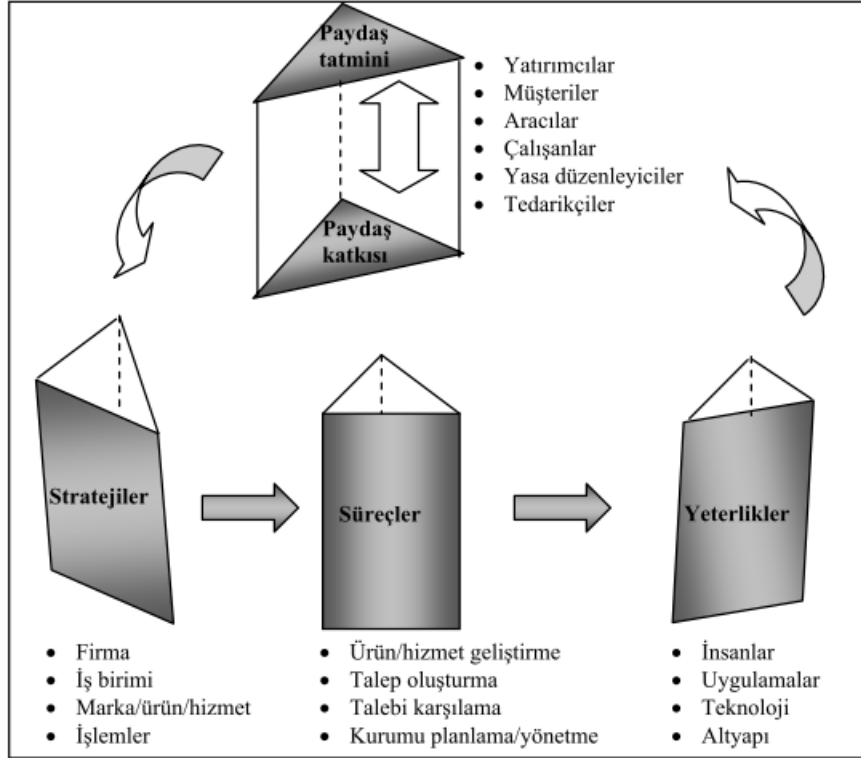 Paydaş
tatmini
• Yatırımcılar
• Müşteriler
• Aracılar
• Çalışanlar
• Yasa düzenleyiciler
• Tedarikçiler
Paydaş
katkısı
Stratejiler
Süreçler
Yeterlikler
• Firma
• İş birimi
• Marka/ürün/hizmet
• İşlemler
• Ürün/hizmet geliştirme
• Talep oluşturma
• Talebi karşılama
• Kurumu planlama/yönetme
• İnsanlar
• Uygulamalar
• Teknoloji
• Altyapı